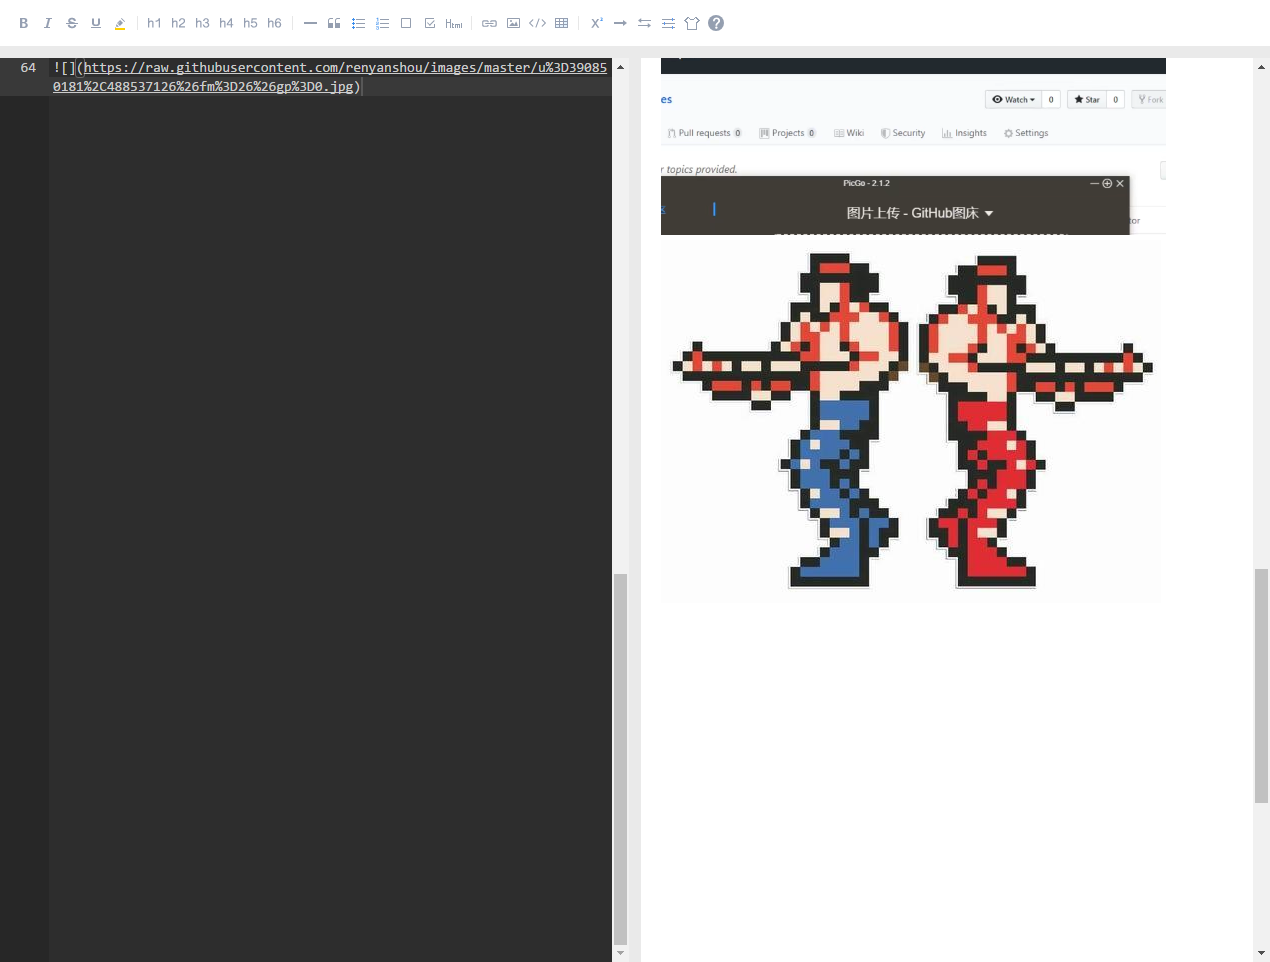 B I S U h1 h2 h3 h4 h5 h6 Html X² ?
64 ![](https://raw.githubusercontent.com/renyanshou/images/master/u%3D39085
0181%2C488537126%26fm%3D26%26gp%3D0.jpg)
es Watch 0 Star 0 Fork
Pull requests 0 Projects 0 Wiki Security Insights Settings
r topics provided.
PicGo - 2.1.2
图片上传 - GitHub图床
tor